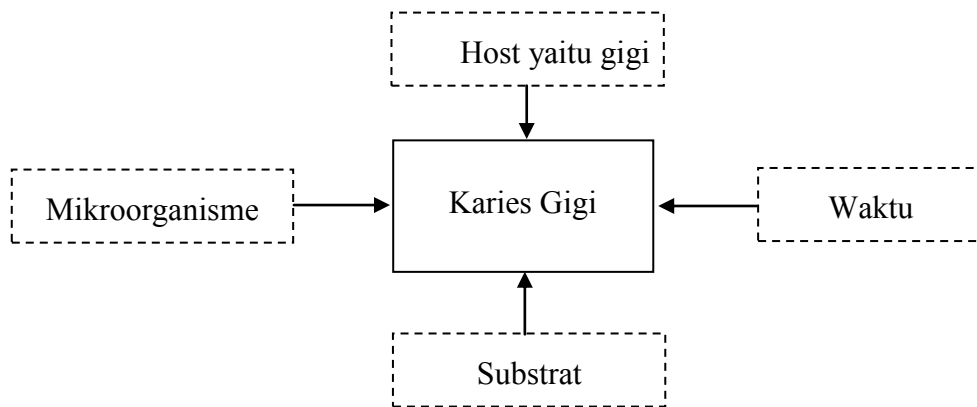 Host yaitu gigi
Mikroorganisme
Karies Gigi
Waktu
Substrat